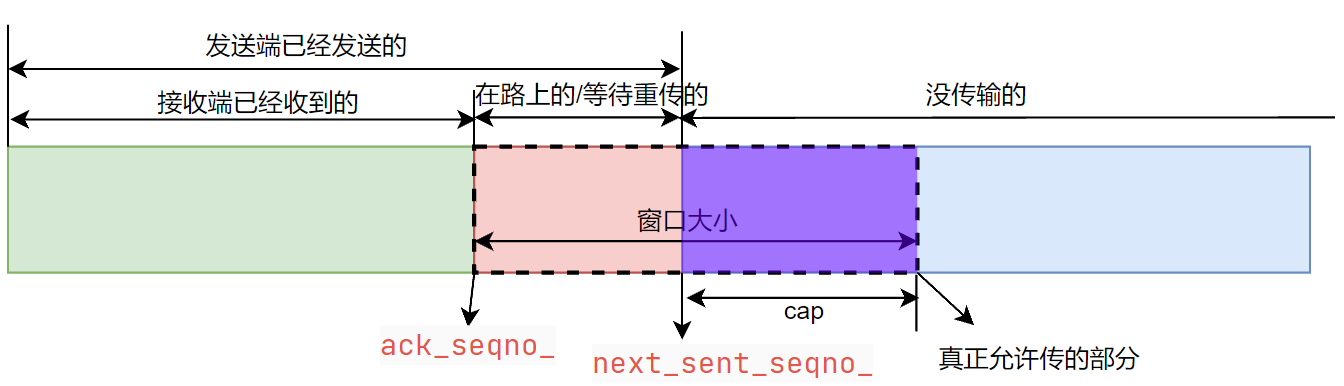 发送端已经发送的
接收端已经收到的
在路上的/等待重传的
没传输的
窗口大小
cap
ack_seqno_
next_sent_seqno_
真正允许传的部分